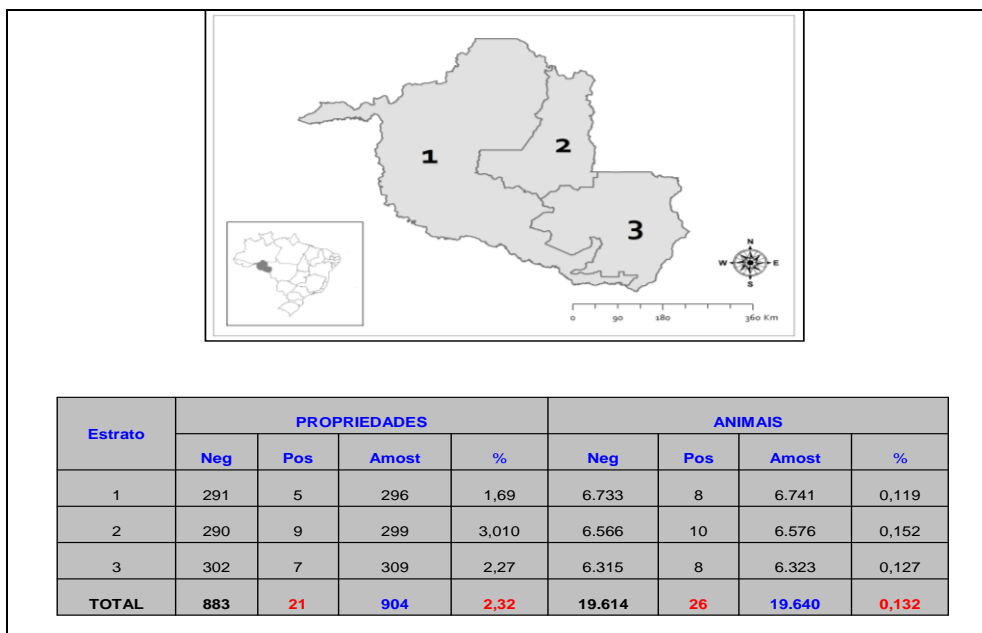 1
2
3
N
W E
S
0 90 180 360 Km
Estrato PROPRIEDADES ANIMAIS
Neg Pos Amost % Neg Pos Amost %
1 291 5 296 1,69 6.733 8 6.741 0,119
2 290 9 299 3,010 6.566 10 6.576 0,152
3 302 7 309 2,27 6.315 8 6.323 0,127
TOTAL 883 21 904 2,32 19.614 26 19.640 0,132